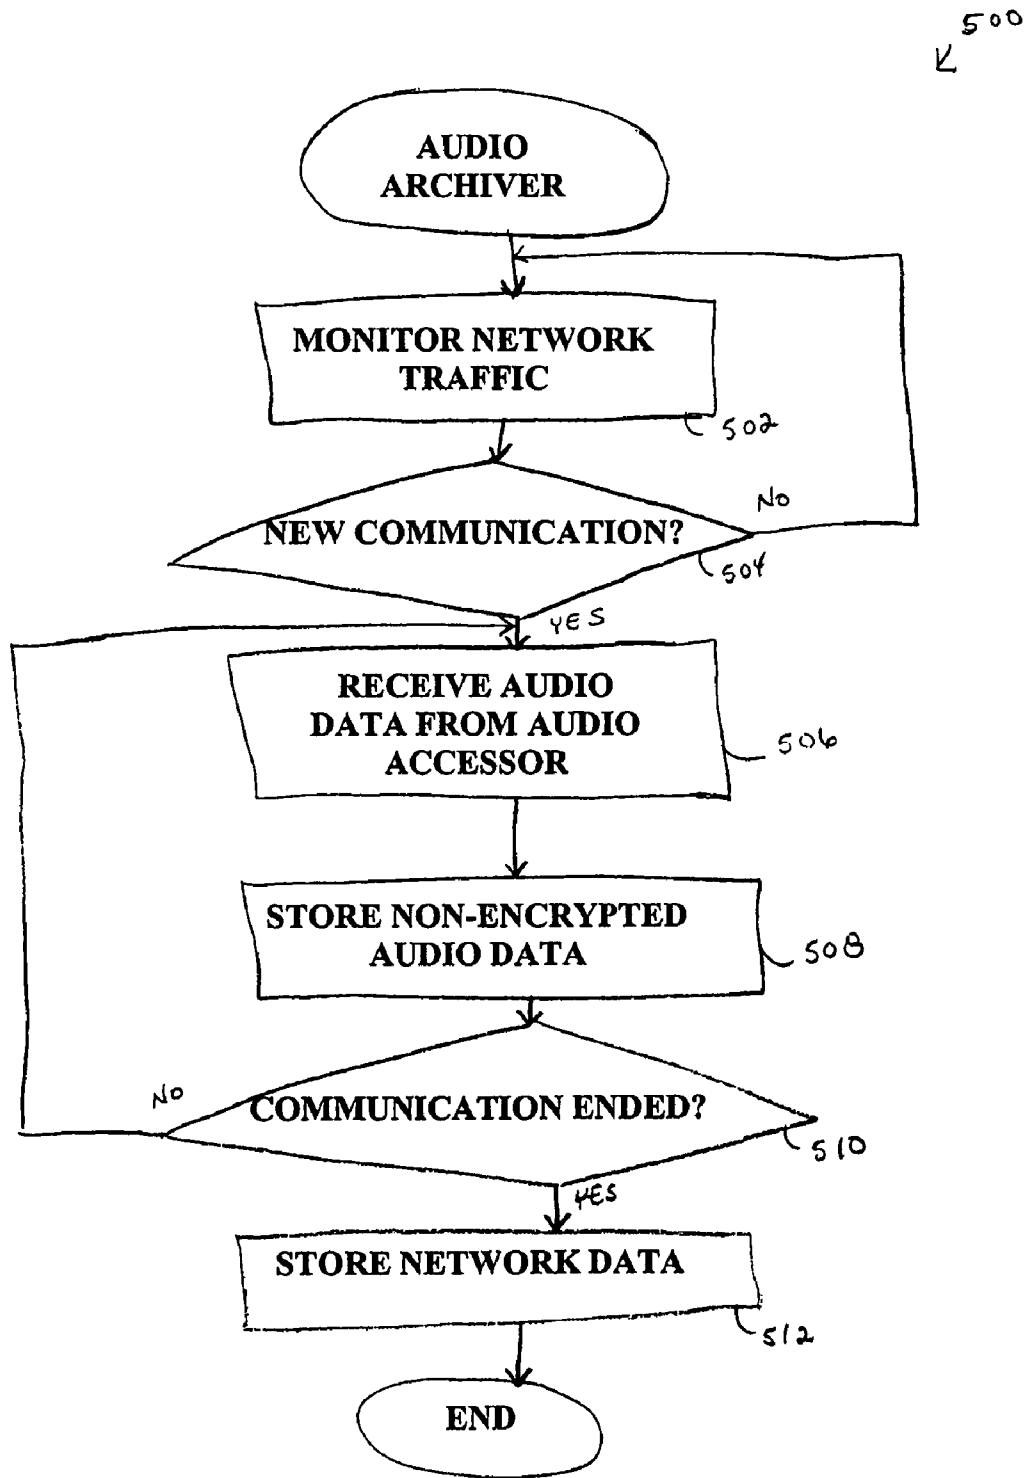 500
AUDIO
ARCHIVER
MONITOR NETWORK
TRAFFIC
502
NO
NEW COMMUNICATION?
504
YES
RECEIVE AUDIO
DATA FROM AUDIO
ACCESSOR
506
STORE NON-ENCRYPTED
AUDIO DATA
508
NO
COMMUNICATION ENDED?
510
YES
STORE NETWORK DATA
512
END